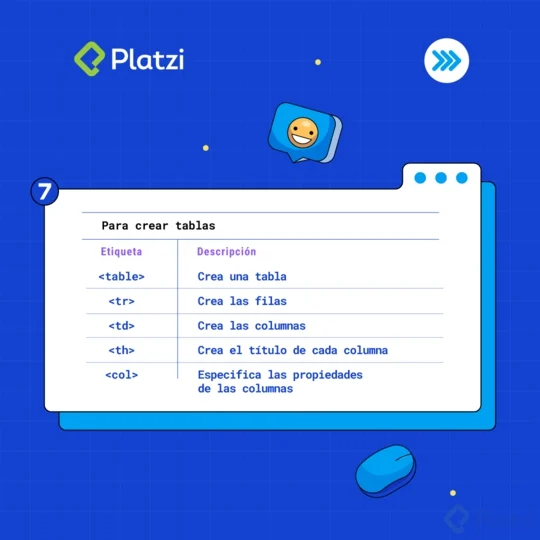 Platzi
7
Para crear tablas
Etiqueta Descripción
<table> Crea una tabla
<tr> Crea las filas
<td> Crea las columnas
<th> Crea el título de cada columna
<col> Especifica las propiedades
de las columnas